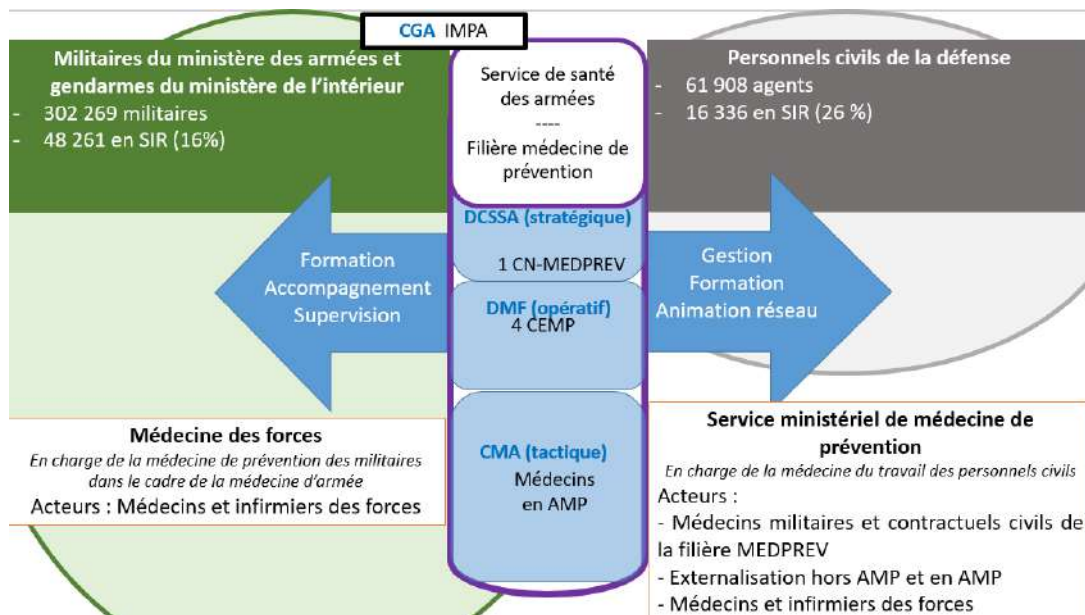 CGA IMPA
Militaires du ministère des armées et
gendarmes du ministère de l'intérieur
- 302 269 militaires
- 48 261 en SIR (16%)
Service de santé
des armées
----
Filière médecine de
prévention
Personnels civils de la défense
- 61 908 agents
- 16 336 en SIR (26 %)
Formation
Accompagnement
Supervision
DCSSA (stratégique)
1 CN-MEDPREV
DMF (opératif)
4 CEMP
Gestion
Formation
Animation réseau
Médecine des forces
En charge de la médecine de prévention des militaires
dans le cadre de la médecine d'armée
Acteurs : Médecins et infirmiers des forces
CMA (tactique)
Médecins
en AMP
Service ministériel de médecine de
prévention
En charge de la médecine du travail des personnels civils
Acteurs :
- Médecins militaires et contractuels civils de
la filière MEDPREV
- Externalisation hors AMP et en AMP
- Médecins et infirmiers des forces